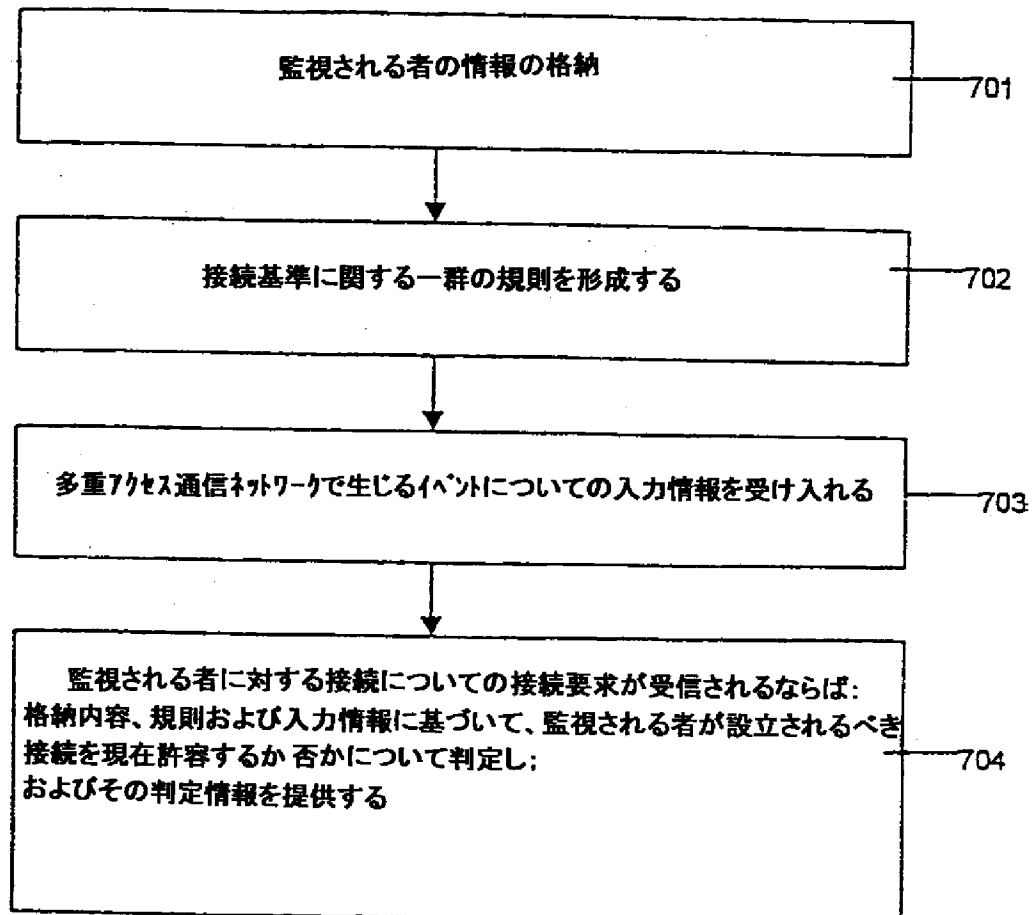 監視される者の情報の格納
701
接続基準に関する一群の規則を形成する
702
多重ｱｸｾｽ通信ﾈｯﾄﾜｰｸで生じるｲﾍﾞﾝﾄについての入力情報を受け入れる
703
監視される者に対する接続についての接続要求が受信されるならば：
格納内容、規則および入力情報に基づいて、監視される者が設立されるべき
接続を現在許容するか 否かについて判定し；
およびその判定情報を提供する
704